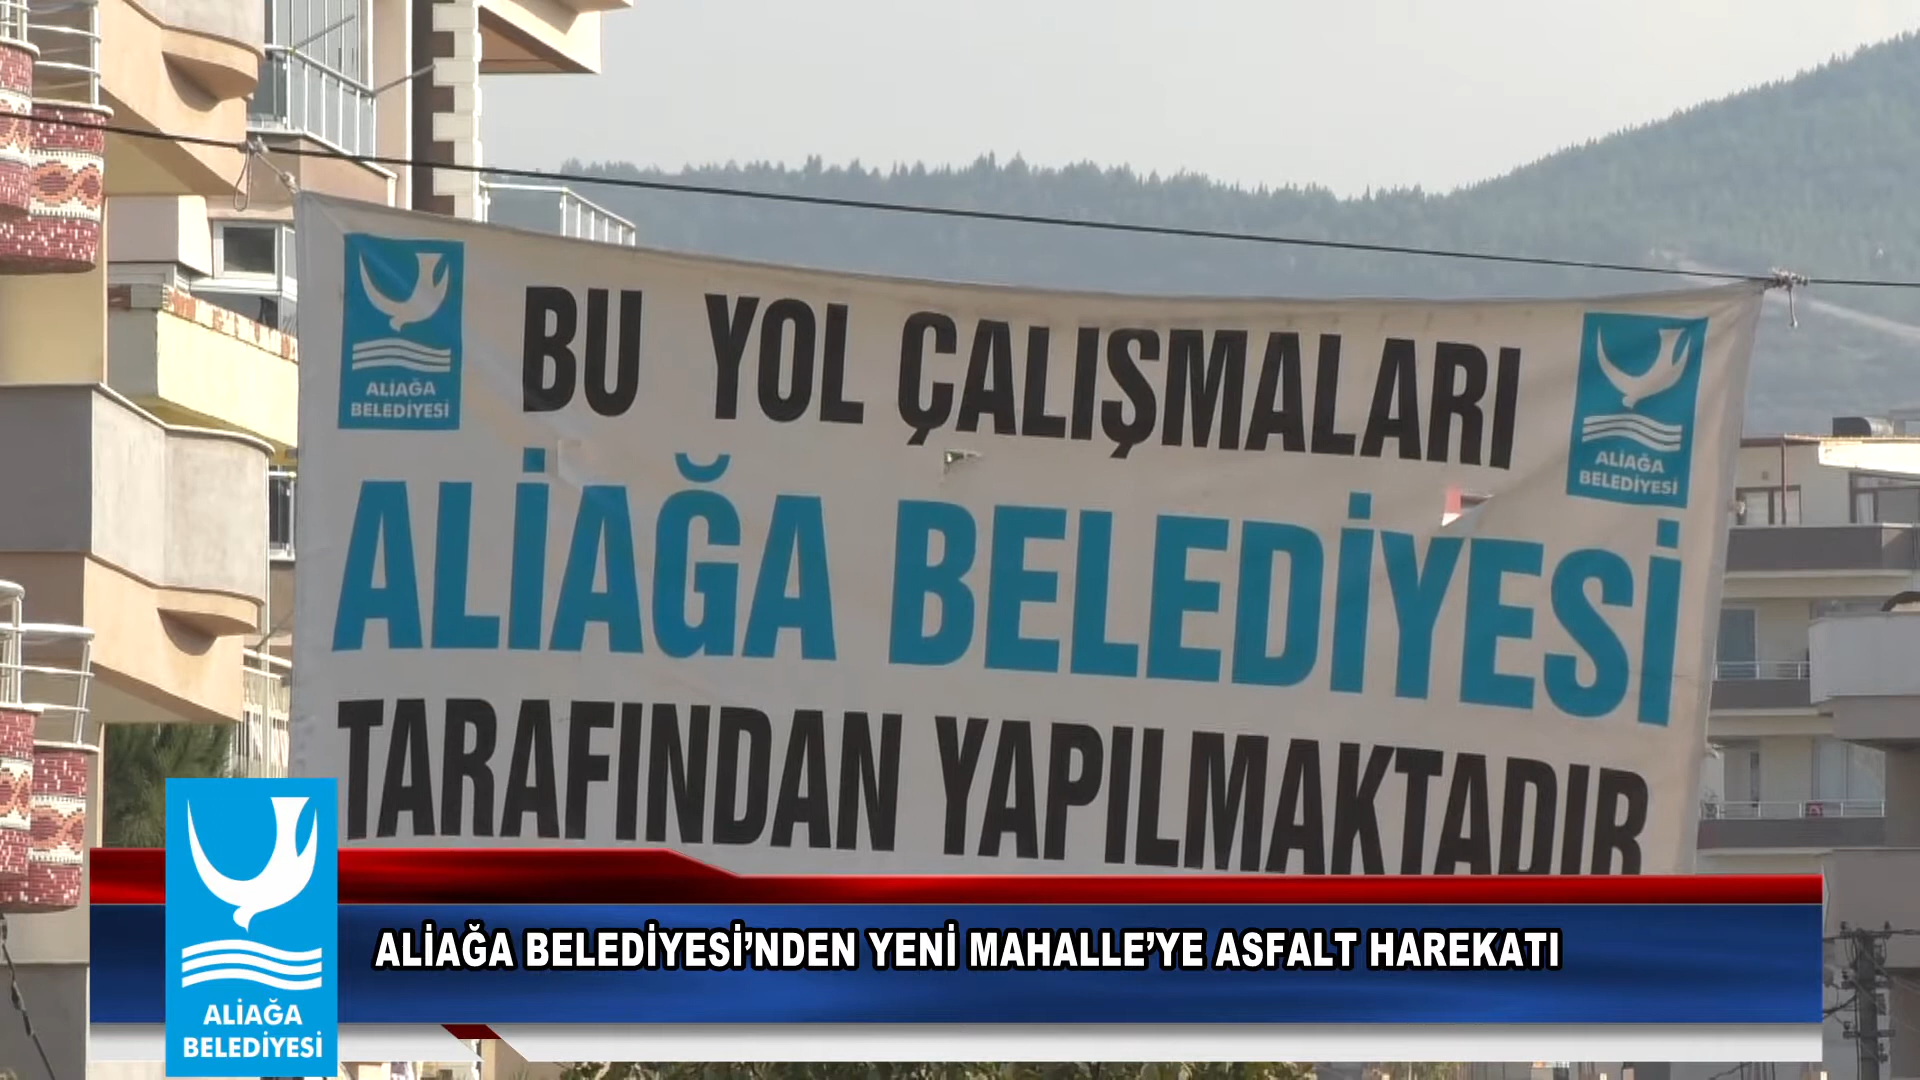 ALİAĞA
BELEDİYESİ
BU YOL ÇALIŞMALARI
ALİAĞA
BELEDİYESİ
ALİAĞA BELEDİYESİ
TARAFINDAN YAPILMAKTADIR
ALİAĞA BELEDİYESİ’NDEN YENİ MAHALLE’YE ASFALT HAREKATI
ALİAĞA
BELEDİYESİ